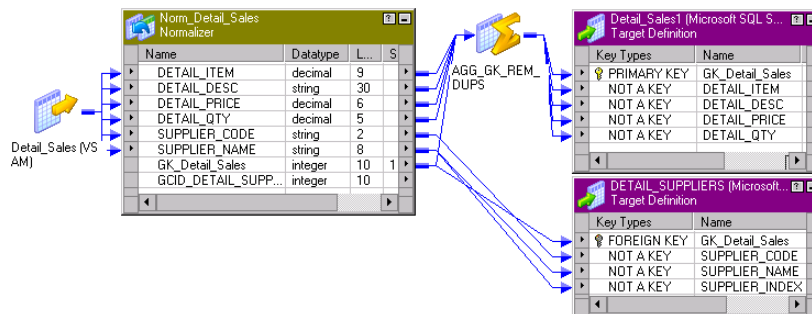 Detail_Sales (VS
AM)
Norm_Detail_Sales
Normalizer
Name Datatype L... S
DETAIL_ITEM decimal 9
DETAIL_DESC string 30
DETAIL_PRICE decimal 6
DETAIL_QTY decimal 5
SUPPLIER_CODE string 2
SUPPLIER_NAME string 8
GK_Detail_Sales integer 10 1
GCID_DETAIL_SUPP... integer 10
AGG_GK_REM_
DUPS
Detail_Sales1 (Microsoft SQL S...
Target Definition
Key Types Name
PRIMARY KEY GK_Detail_Sales
NOT A KEY DETAIL_ITEM
NOT A KEY DETAIL_DESC
NOT A KEY DETAIL_PRICE
NOT A KEY DETAIL_QTY
DETAIL_SUPPLIERS (Microsoft...
Target Definition
Key Types Name
FOREIGN KEY GK_Detail_Sales
NOT A KEY SUPPLIER_CODE
NOT A KEY SUPPLIER_NAME
NOT A KEY SUPPLIER_INDEX